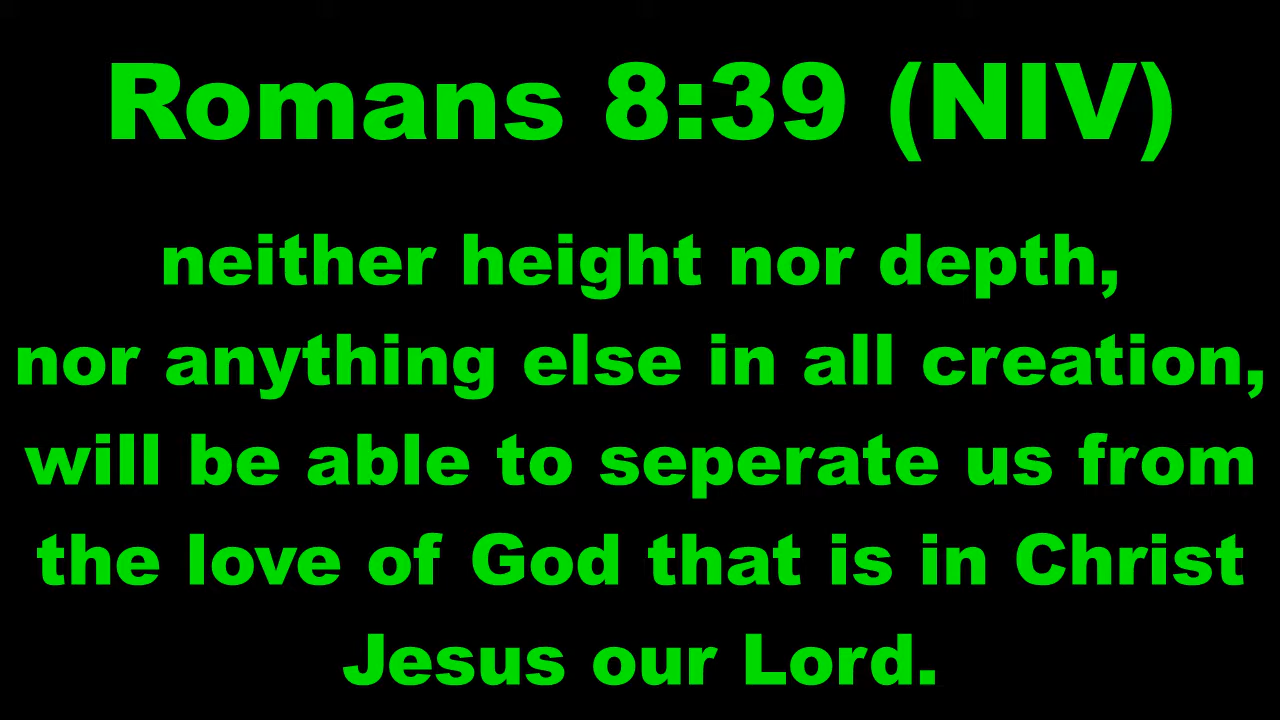 Romans 8:39 (NIV)
neither height nor depth,
nor anything else in all creation,
will be able to seperate us from
the love of God that is in Christ
Jesus our Lord.